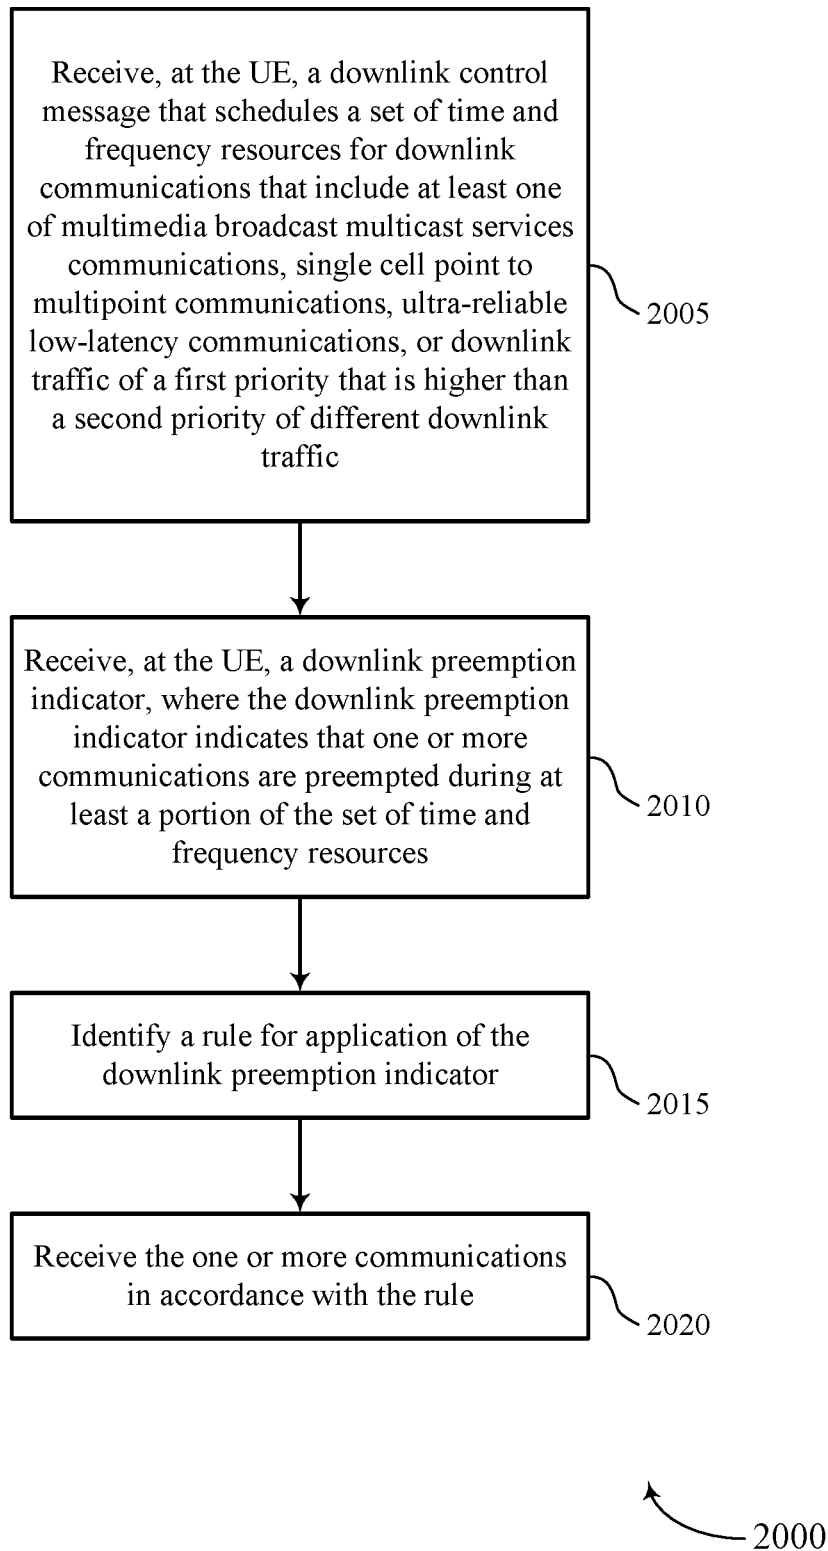 Receive, at the UE, a downlink control
message that schedules a set of time and
frequency resources for downlink
communications that include at least one
of multimedia broadcast multicast services
communications, single cell point to
multipoint communications, ultra-reliable
low-latency communications, or downlink
traffic of a first priority that is higher than
a second priority of different downlink
traffic
2005
Receive, at the UE, a downlink preemption
indicator, where the downlink preemption
indicator indicates that one or more
communications are preempted during at
least a portion of the set of time and
frequency resources
2010
Identify a rule for application of the
downlink preemption indicator
2015
Receive the one or more communications
in accordance with the rule
2020
2000